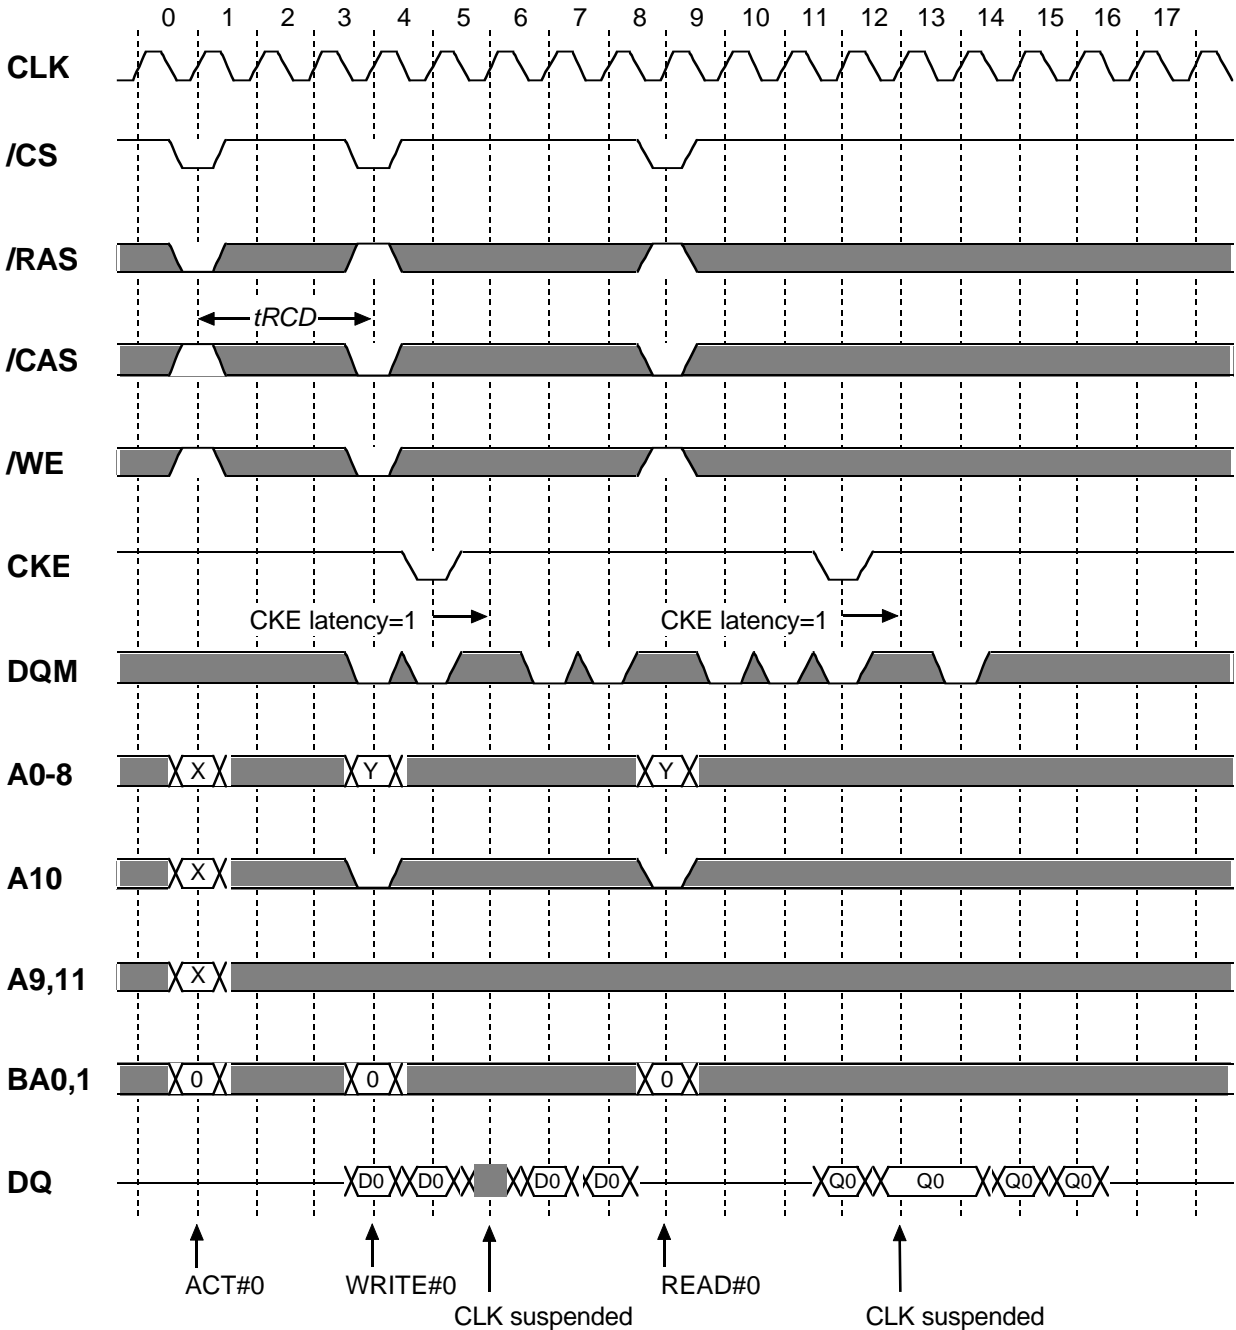 0 1 2 3 4 5 6 7 8 9 10 11 12 13 14 15 16 17
CLK
/CS
/RAS
tRCD
/CAS
/WE
CKE
CKE latency=1 CKE latency=1
DQM
A0-8 X Y Y
A10 X
A9,11 X
BA0,1 0 0 0
DQ D0 D0 D0 D0 Q0 Q0 Q0 Q0
ACT#0 WRITE#0 READ#0
CLK suspended CLK suspended